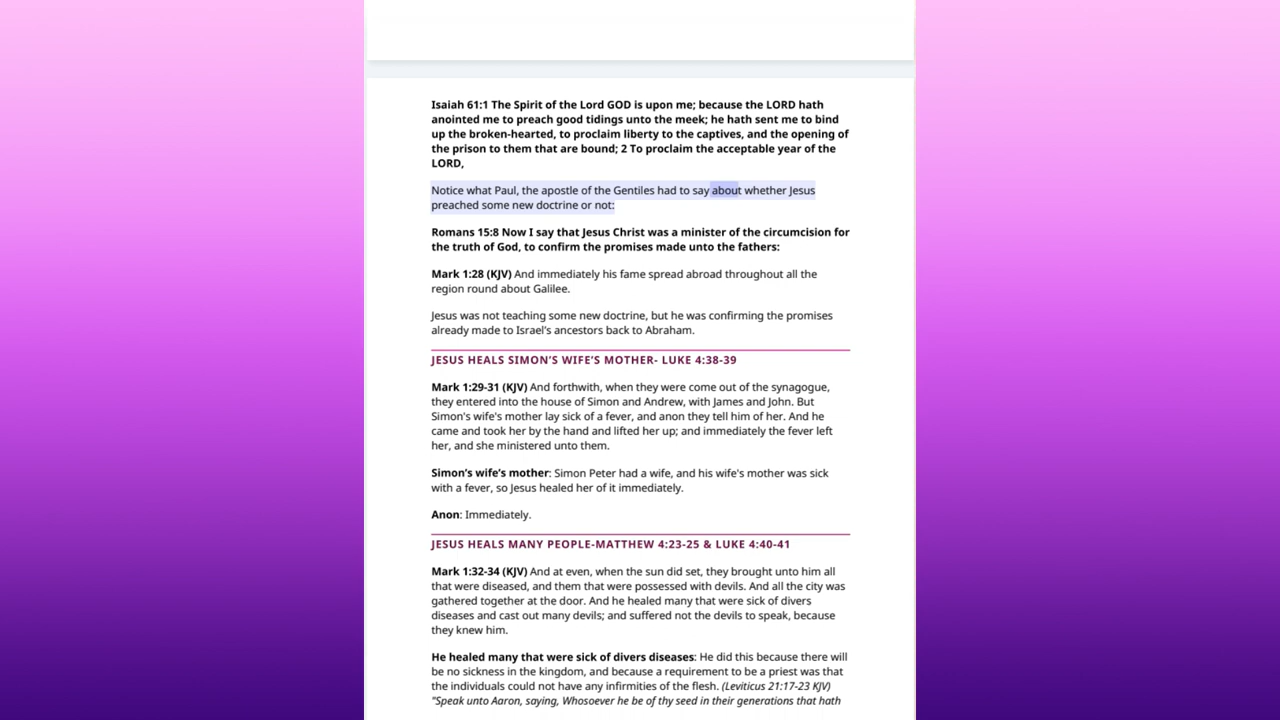 Isaiah 61:1 The Spirit of the Lord GOD is upon me; because the LORD hath
anointed me to preach good tidings unto the meek; he hath sent me to bind
up the broken-hearted, to proclaim liberty to the captives, and the opening of
the prison to them that are bound; 2 To proclaim the acceptable year of the
LORD,
Notice what Paul, the apostle of the Gentiles had to say about whether Jesus
preached some new doctrine or not:
Romans 15:8 Now I say that Jesus Christ was a minister of the circumcision for
the truth of God, to confirm the promises made unto the fathers:
Mark 1:28 (KJV) And immediately his fame spread abroad throughout all the
region round about Galilee.
Jesus was not teaching some new doctrine, but he was confirming the promises
already made to Israel’s ancestors back to Abraham.
JESUS HEALS SIMON’S WIFE’S MOTHER- LUKE 4:38-39
Mark 1:29-31 (KJV) And forthwith, when they were come out of the synagogue,
they entered into the house of Simon and Andrew, with James and John. But
Simon's wife's mother lay sick of a fever, and anon they tell him of her. And he
came and took her by the hand and lifted her up; and immediately the fever left
her, and she ministered unto them.
Simon’s wife’s mother: Simon Peter had a wife, and his wife's mother was sick
with a fever, so Jesus healed her of it immediately.
Anon: Immediately.
JESUS HEALS MANY PEOPLE-MATTHEW 4:23-25 & LUKE 4:40-41
Mark 1:32-34 (KJV) And at even, when the sun did set, they brought unto him all
that were diseased, and them that were possessed with devils. And all the city was
gathered together at the door. And he healed many that were sick of divers
diseases and cast out many devils; and suffered not the devils to speak, because
they knew him.
He healed many that were sick of divers diseases: He did this because there will
be no sickness in the kingdom, and because a requirement to be a priest was that
the individuals could not have any infirmities of the flesh. (Leviticus 21:17-23 KJV)
"Speak unto Aaron, saying, Whosoever he be of thy seed in their generations that hath